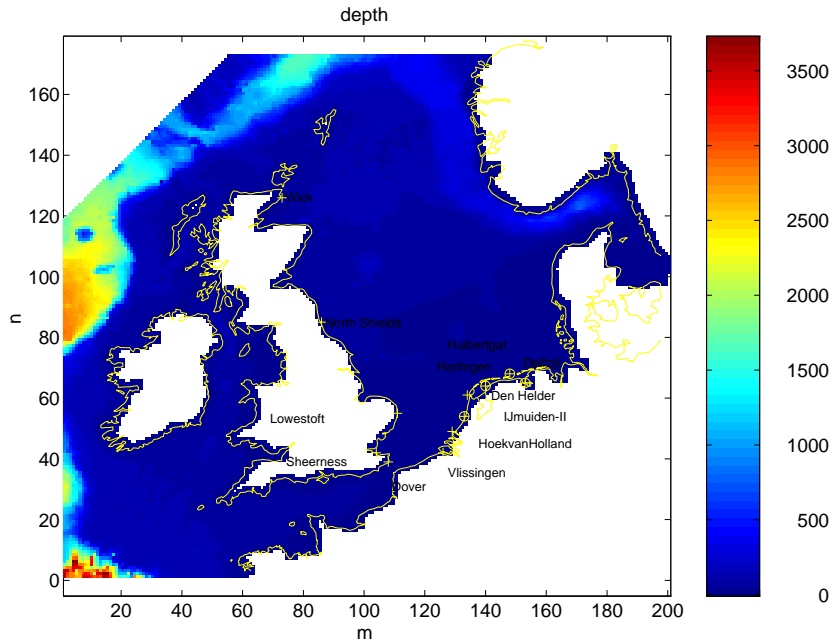 depth
160
140
120
100
80
60
40
20
0
n
20
40
60
80
100
120
140
160
180
200
m
3500
3000
2500
2000
1500
1000
500
0
Wick
North Shields
Huibertgat
Harlingen
Delfzijl
Den Helder
Lowestoft
IJmuiden-II
HoekvanHolland
Sheerness
Vlissingen
Dover